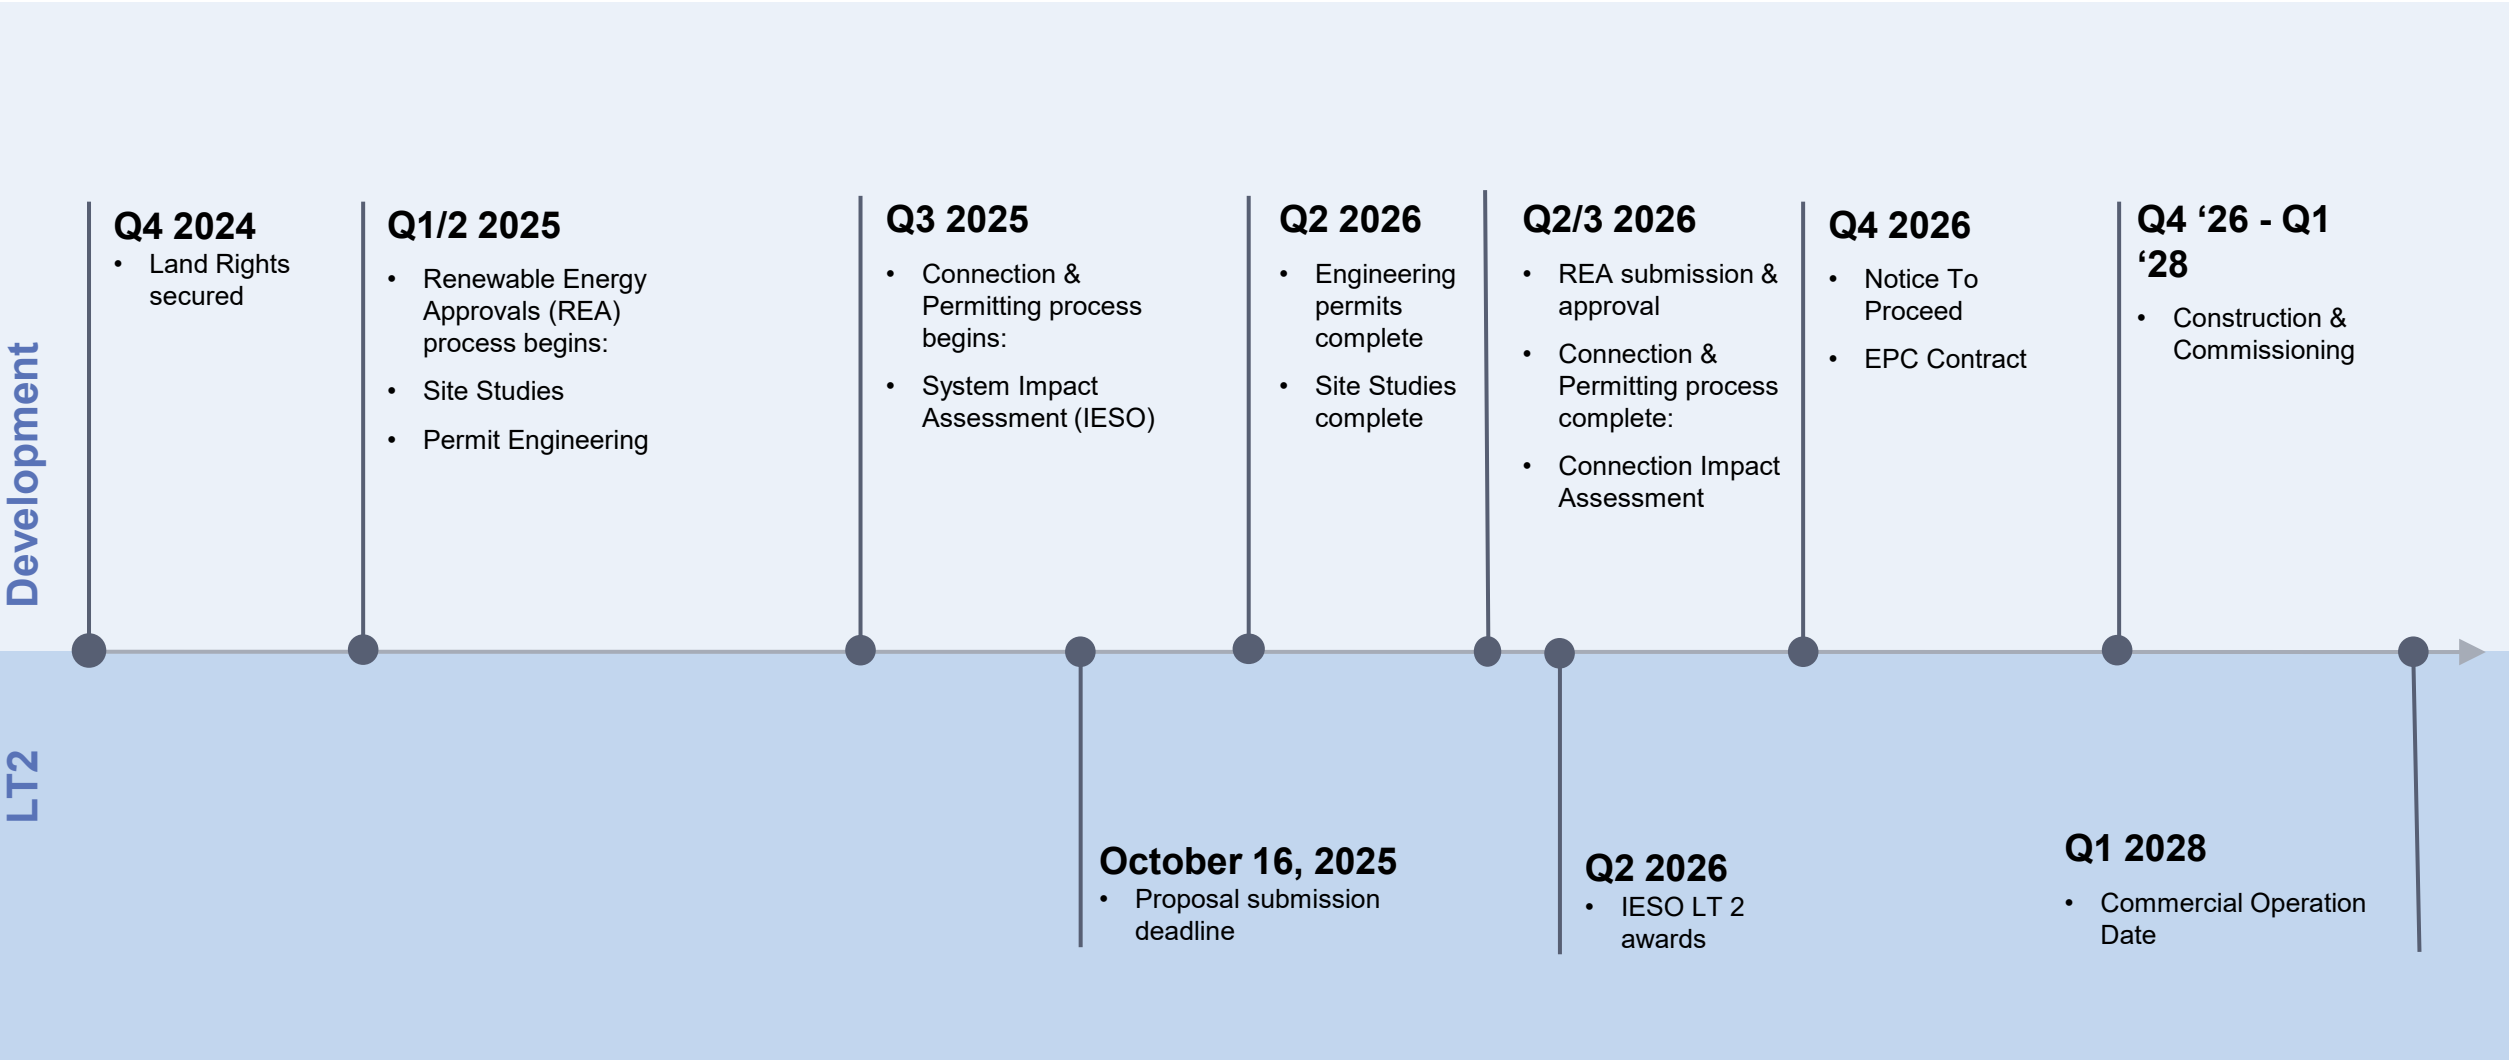 Development
Q4 2024
• Land Rights
secured
Q1/2 2025
• Renewable Energy
Approvals (REA)
process begins:
• Site Studies
• Permit Engineering
Q3 2025
• Connection &
Permitting process
begins:
• System Impact
Assessment (IESO)
Q2 2026
• Engineering
permits
complete
• Site Studies
complete
Q2/3 2026
• REA submission &
approval
• Connection &
Permitting process
complete:
• Connection Impact
Assessment
Q4 2026
• Notice To
Proceed
• EPC Contract
Q4 ‘26 - Q1
‘28
• Construction &
Commissioning
LT2
October 16, 2025
• Proposal submission
deadline
Q2 2026
• IESO LT 2
awards
Q1 2028
• Commercial Operation
Date